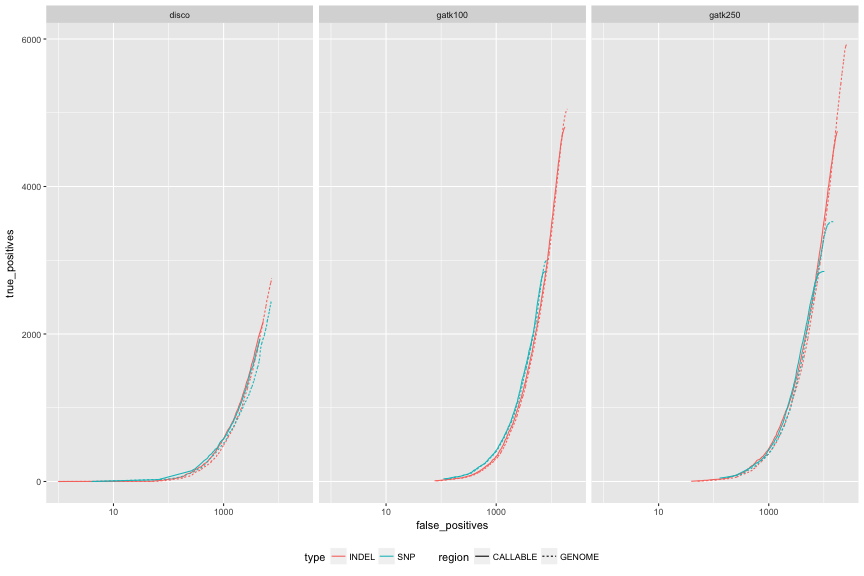 disco gatk100 gatk250
6000
4000
2000
0
10 1000 10 1000 10 1000
false_positives
true_positives
type INDEL SNP region CALLABLE GENOME